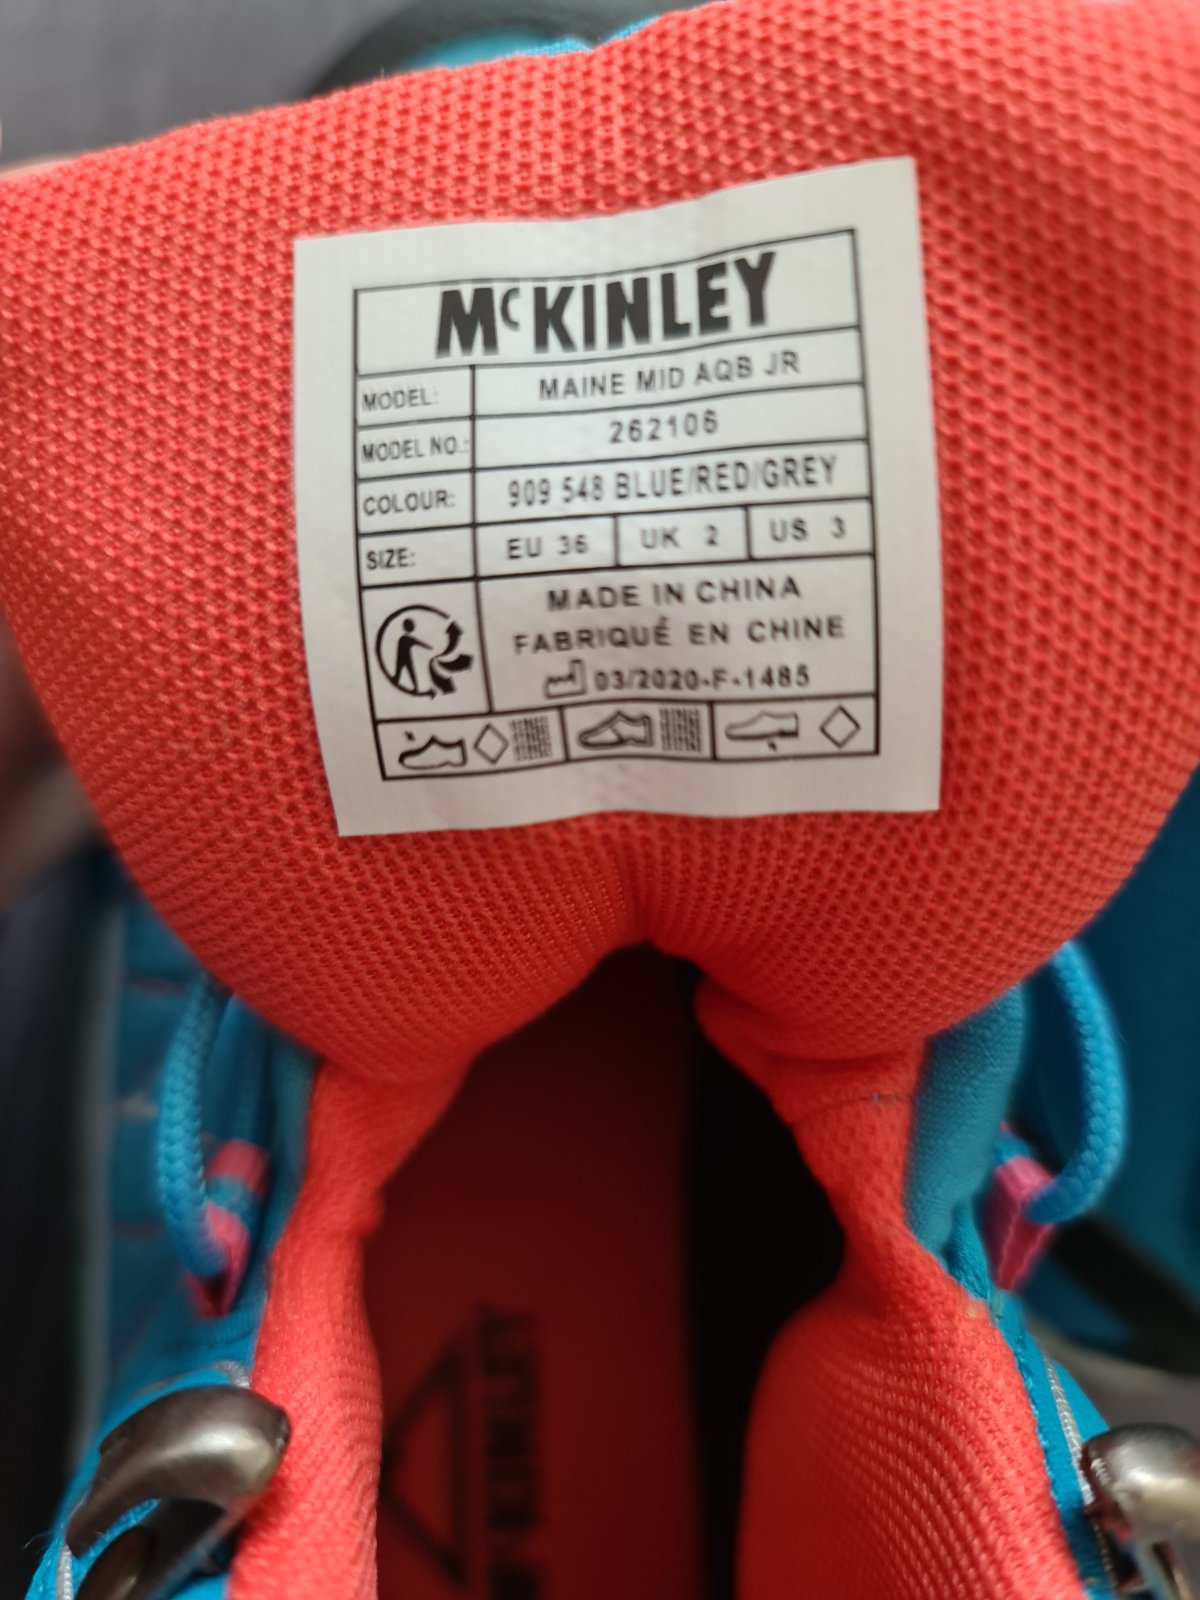 McKINLEY
MODEL: MAINE MID AQB JR
MODEL NO.: 262106
COLOUR: 909 548 BLUE/RED/GREY
SIZE: EU 36 UK 2 US 3
MADE IN CHINA
FABRIQUÉ EN CHINE
03/2020-F-1485
McKINLEY